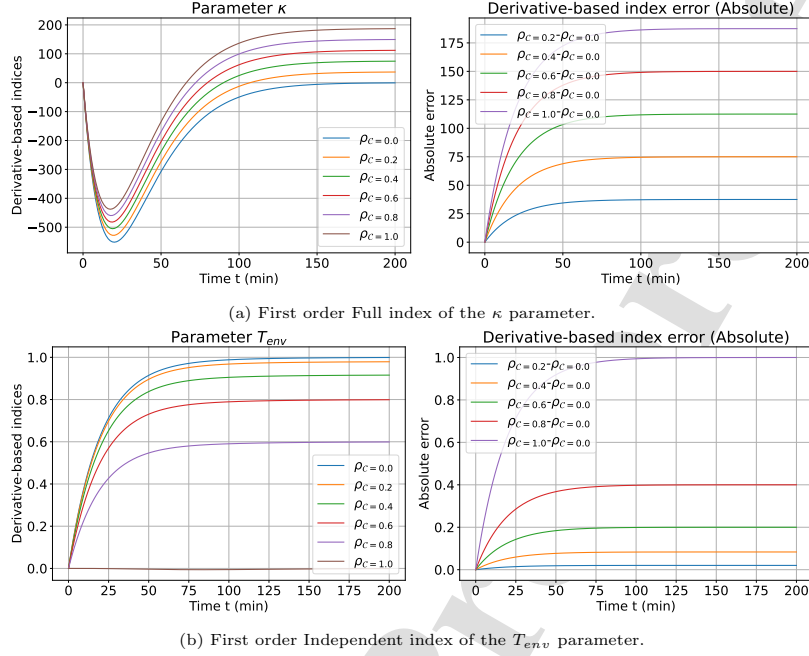 Parameter κ
Derivative-based index error (Absolute)
Derivative-based indices
200
100
0
−100
−200
−300
−400
−500
ρ𝒞=0.0
ρ𝒞=0.2
ρ𝒞=0.4
ρ𝒞=0.6
ρ𝒞=0.8
ρ𝒞=1.0
0 50 100 150 200
Time t (min)
Absolute error
175
150
125
100
75
50
25
0
ρ𝒞=0.2-ρ𝒞=0.0
ρ𝒞=0.4-ρ𝒞=0.0
ρ𝒞=0.6-ρ𝒞=0.0
ρ𝒞=0.8-ρ𝒞=0.0
ρ𝒞=1.0-ρ𝒞=0.0
0 50 100 150 200
Time t (min)
(a) First order Full index of the κ parameter.
Parameter Tenv
Derivative-based index error (Absolute)
Derivative-based indices
1.0
0.8
0.6
0.4
0.2
0.0
ρ𝒞=0.0
ρ𝒞=0.2
ρ𝒞=0.4
ρ𝒞=0.6
ρ𝒞=0.8
ρ𝒞=1.0
0 25 50 75 100 125 150 175 200
Time t (min)
Absolute error
1.0
0.8
0.6
0.4
0.2
0.0
ρ𝒞=0.2-ρ𝒞=0.0
ρ𝒞=0.4-ρ𝒞=0.0
ρ𝒞=0.6-ρ𝒞=0.0
ρ𝒞=0.8-ρ𝒞=0.0
ρ𝒞=1.0-ρ𝒞=0.0
0 25 50 75 100 125 150 175 200
Time t (min)
(b) First order Independent index of the Tenv parameter.